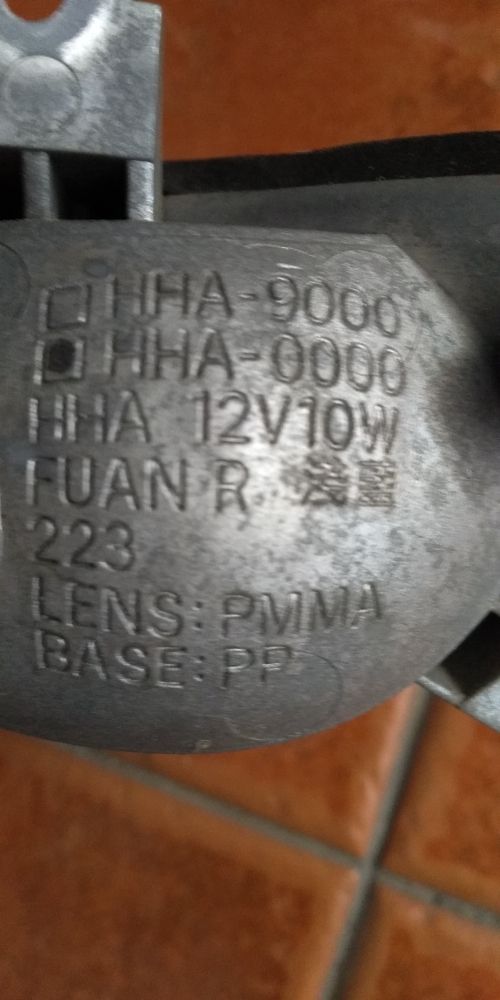 □ HHA-9000
■ HHA-0000
HHA 12V10W
FUAN R
223
LENS: PMMA
BASE: PP